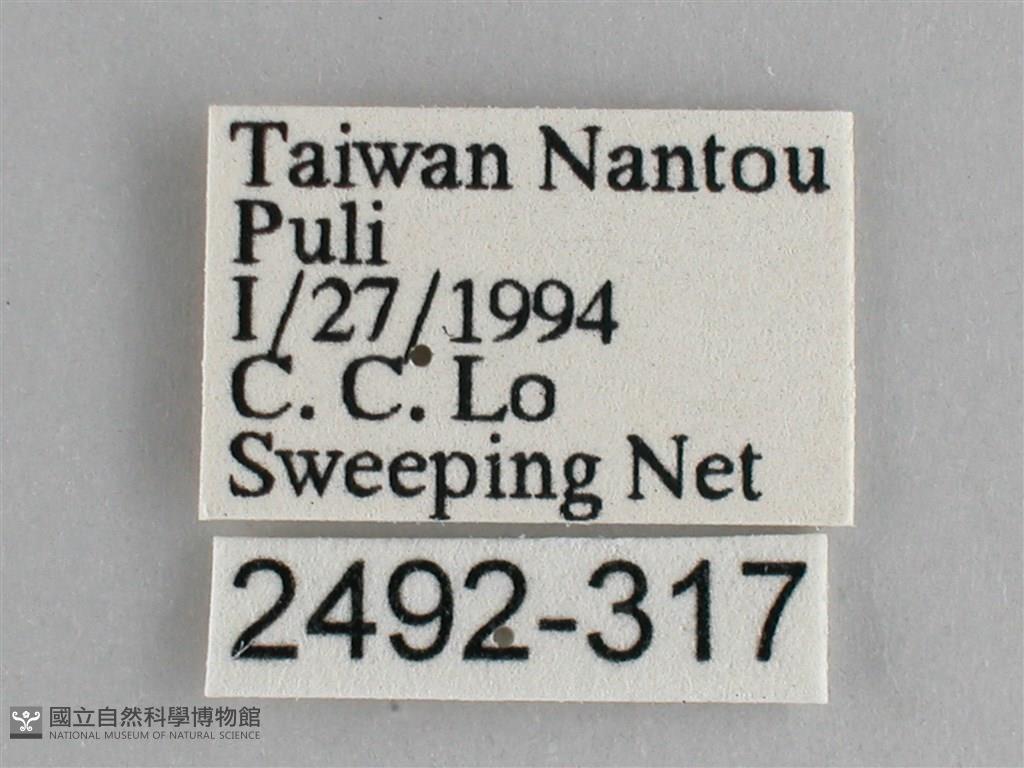 Taiwan Nantou
Puli
I/27/1994
C. C. Lo
Sweeping Net
2492-317
國立自然科學博物館
NATIONAL MUSEUM OF NATURAL SCIENCE